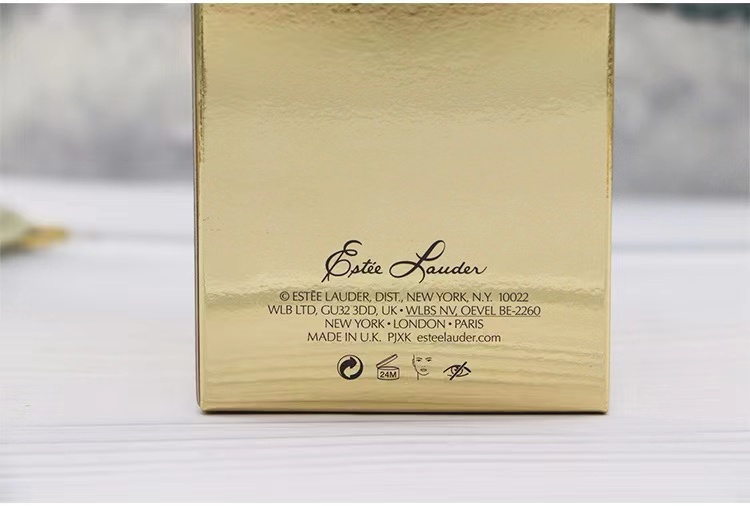 Estée Lauder
© ESTĒE LAUDER, DIST., NEW YORK, N.Y. 10022
WLB LTD, GU32 3DD, UK • WLBS NV, OEVEL BE-2260
NEW YORK • LONDON • PARIS
MADE IN U.K. PJXK esteelauder.com
24M